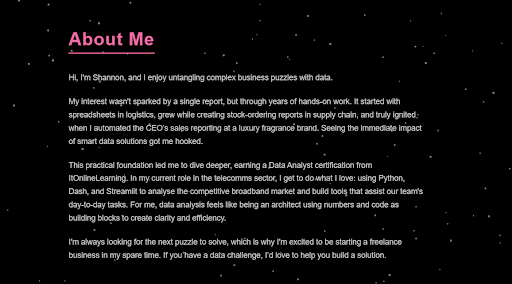 About Me
Hi, I'm Shannon, and I enjoy untangling complex business puzzles with data.
My interest wasn't sparked by a single report, but through years of hands-on work. It started with
spreadsheets in logistics, grew while creating stock-ordering reports in supply chain, and truly ignited
when I automated the CEO's sales reporting at a luxury fragrance brand. Seeing the immediate impact
of smart data solutions got me hooked.
This practical foundation led me to dive deeper, earning a Data Analyst certification from
ItOnlineLearning. In my current role in the telecomms sector, I get to do what I love: using Python,
Dash, and Streamlit to analyse the competitive broadband market and build tools that assist our team's
day-to-day tasks. For me, data analysis feels like being an architect using numbers and code as
building blocks to create clarity and efficiency.
I'm always looking for the next puzzle to solve, which is why I'm excited to be starting a freelance
business in my spare time. If you have a data challenge, I'd love to help you build a solution.